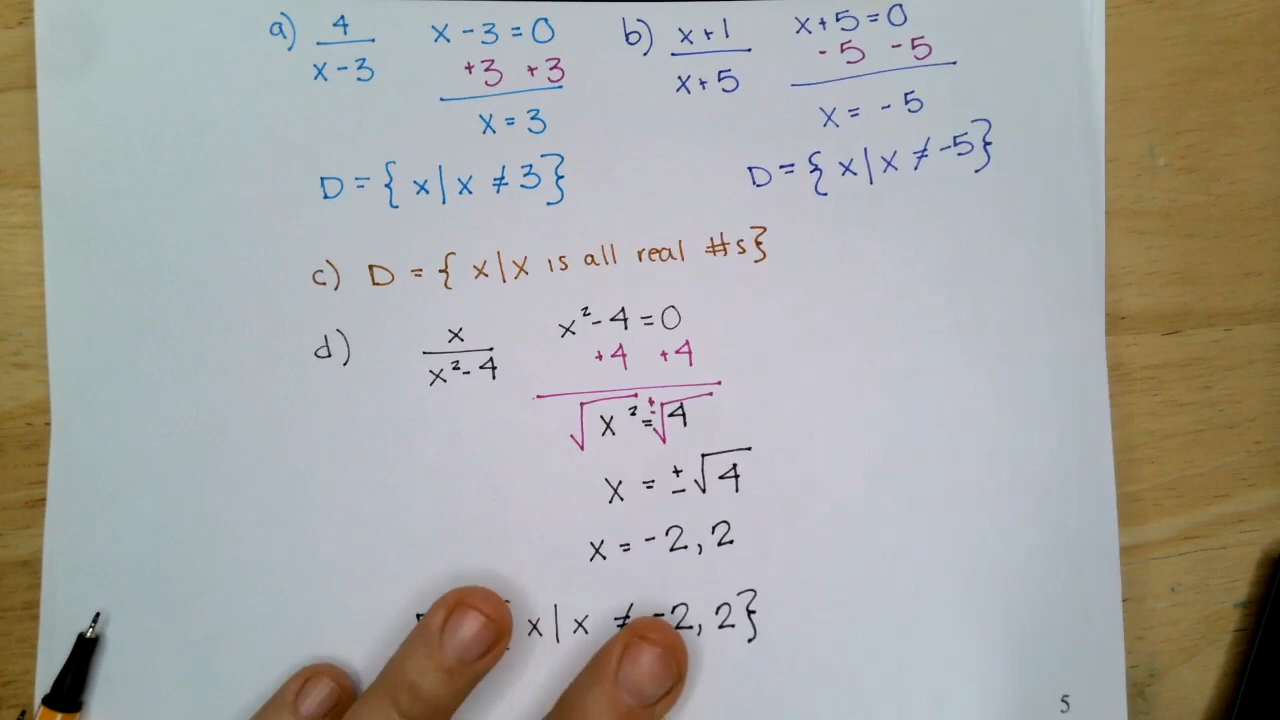 a) 4/(x-3) x-3=0
+3 +3
x=3
D={x|x≠3}
b) x+1/(x+5) x+5=0
-5 -5
x=-5
D={x|x≠-5}
c) D={x|x is all real #s}
d) x/(x²-4) x²-4=0
+4 +4
√x²=±√4
x=±√4
x=-2,2
{x|x≠-2,2}
5